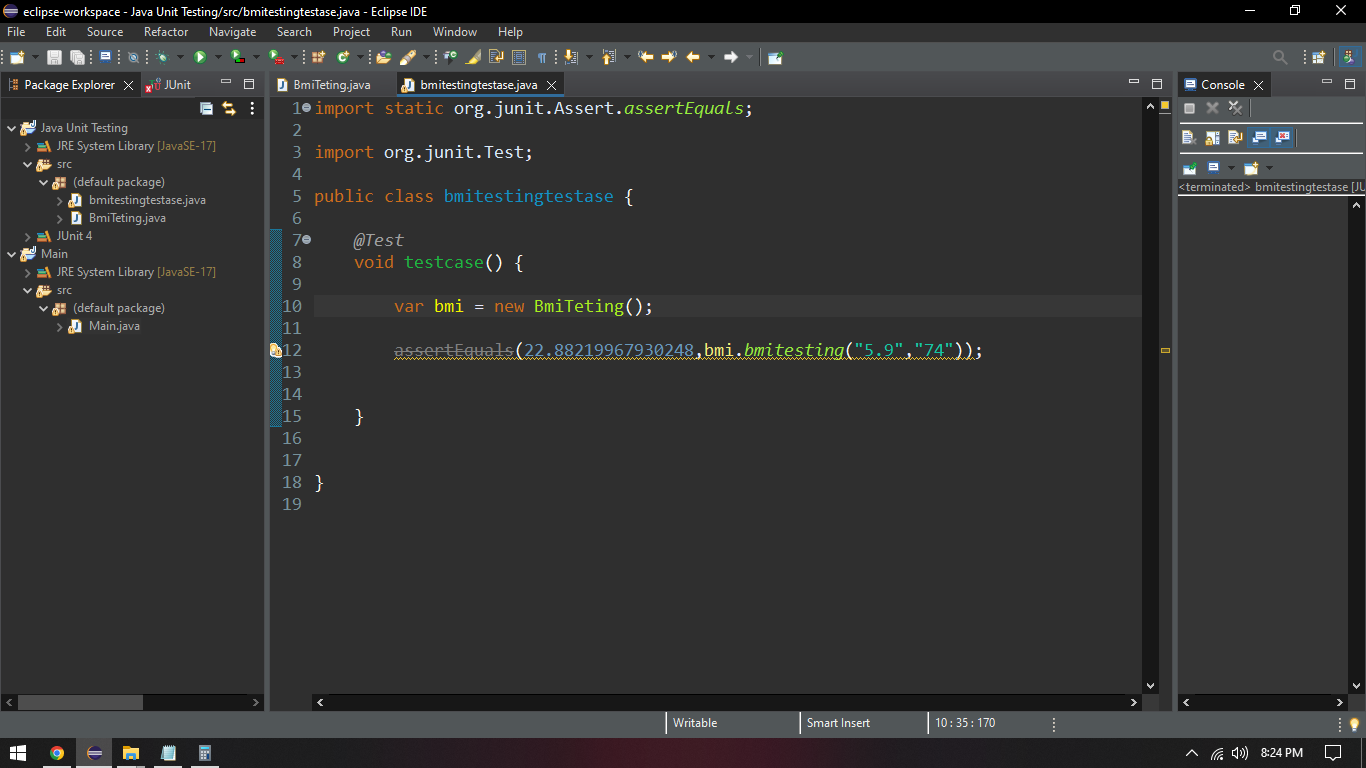 eclipse-workspace - Java Unit Testing/src/bmitestingtestase.java - Eclipse IDE
File Edit Source Refactor Navigate Search Project Run Window Help
Package Explorer JUnit
BmiTeting.java bmitestingtestase.java
Console
Java Unit Testing
JRE System Library [JavaSE-17]
src
(default package)
bmitestingtestase.java
BmiTeting.java
JUnit 4
Main
JRE System Library [JavaSE-17]
src
(default package)
Main.java
1 import static org.junit.Assert.assertEquals;
2
3 import org.junit.Test;
4
5 public class bmitestingtestase {
6
7 @Test
8 void testcase() {
9
10 var bmi = new BmiTeting();
11
12 assertEquals(22.88219967930248,bmi.bmitesting("5.9","74"));
13
14
15 }
16
17
18 }
19
<terminated> bmitestingtestase [JU
Writable Smart Insert 10 : 35 : 170
8:24 PM